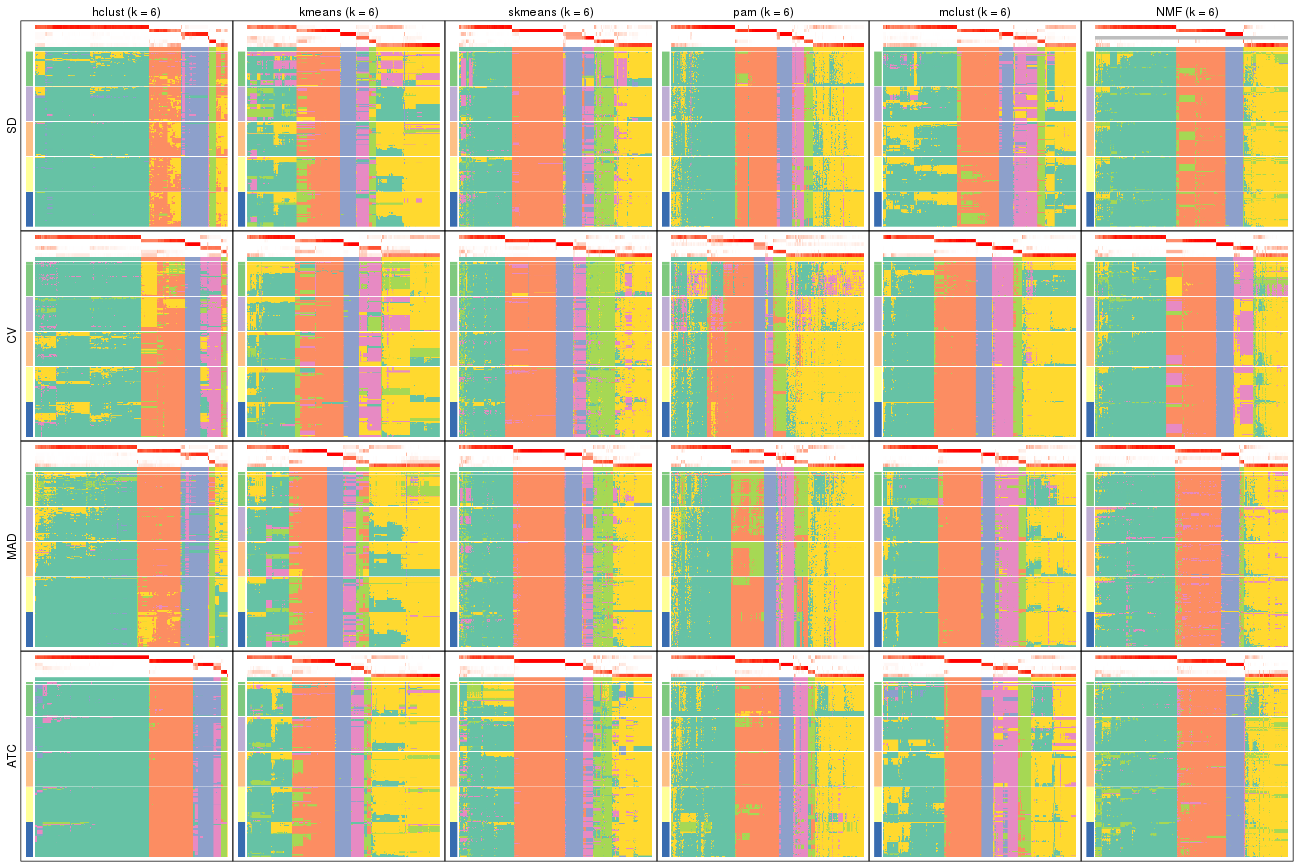 hclust (k = 6)
kmeans (k = 6)
skmeans (k = 6)
pam (k = 6)
mclust (k = 6)
NMF (k = 6)
SD
CV
MAD
ATC